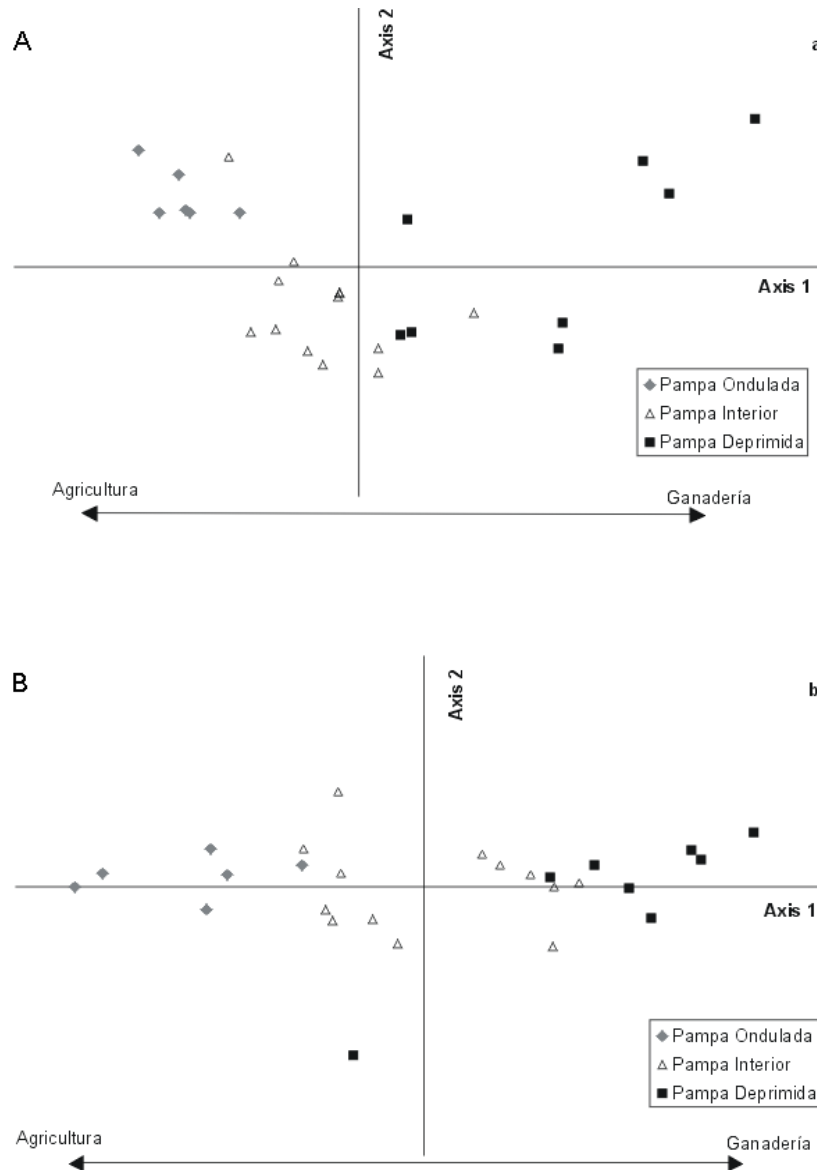 A
Axis 2
a
Axis 1
Pampa Ondulada
Pampa Interior
Pampa Deprimida
Agricultura
Ganadería
B
Axis 2
b
Axis 1
Pampa Ondulada
Pampa Interior
Pampa Deprimida
Agricultura
Ganadería